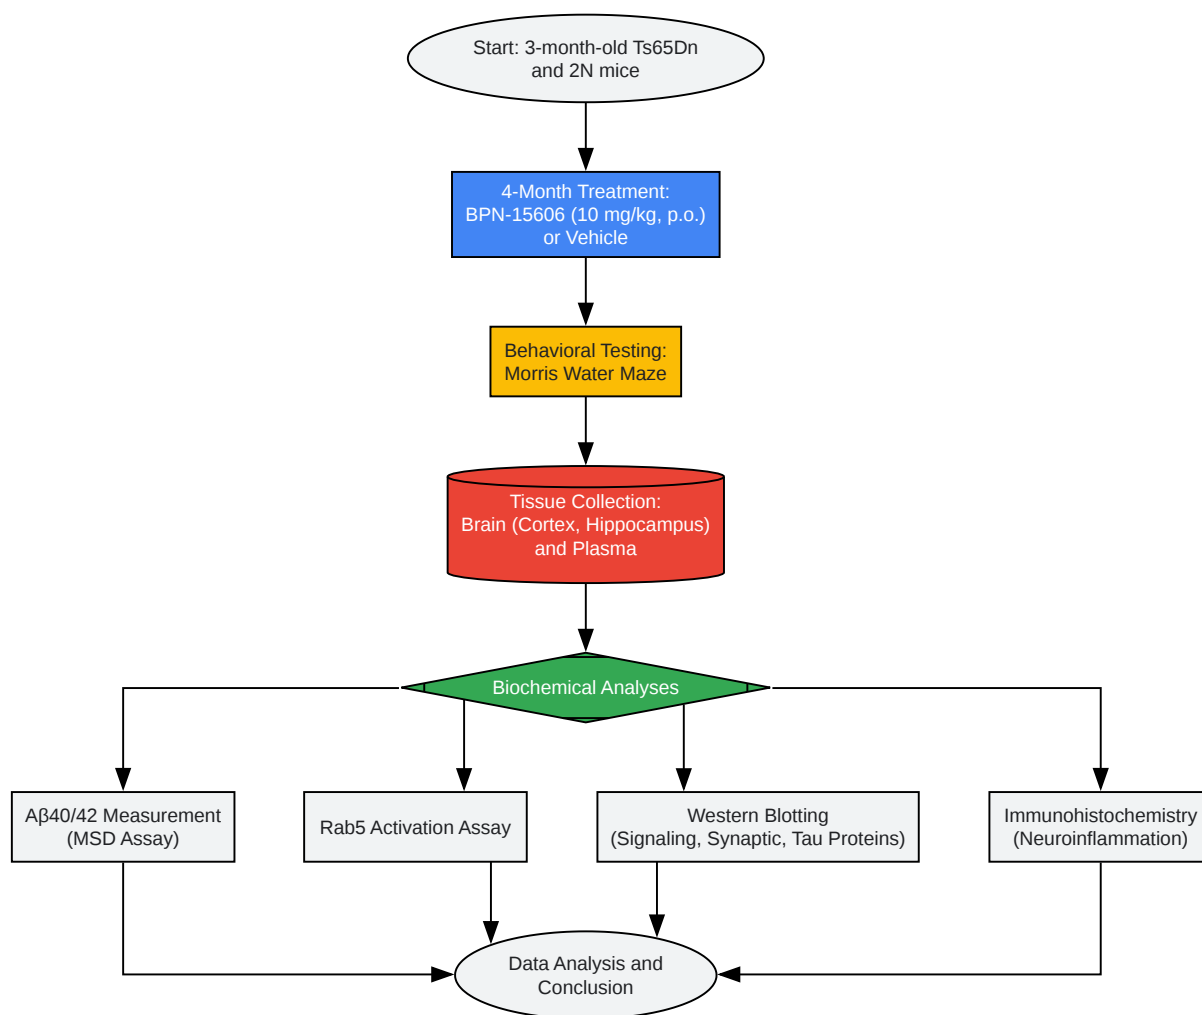 Start: 3-month-old Ts65Dn
and 2N mice
4-Month Treatment:
BPN-15606 (10 mg/kg, p.o.)
or Vehicle
Behavioral Testing:
Morris Water Maze
Tissue Collection:
Brain (Cortex, Hippocampus)
and Plasma
Biochemical Analyses
Aβ40/42 Measurement
(MSD Assay)
Rab5 Activation Assay
Western Blotting
(Signaling, Synaptic, Tau Proteins)
Immunohistochemistry
(Neuroinflammation)
Data Analysis and
Conclusion